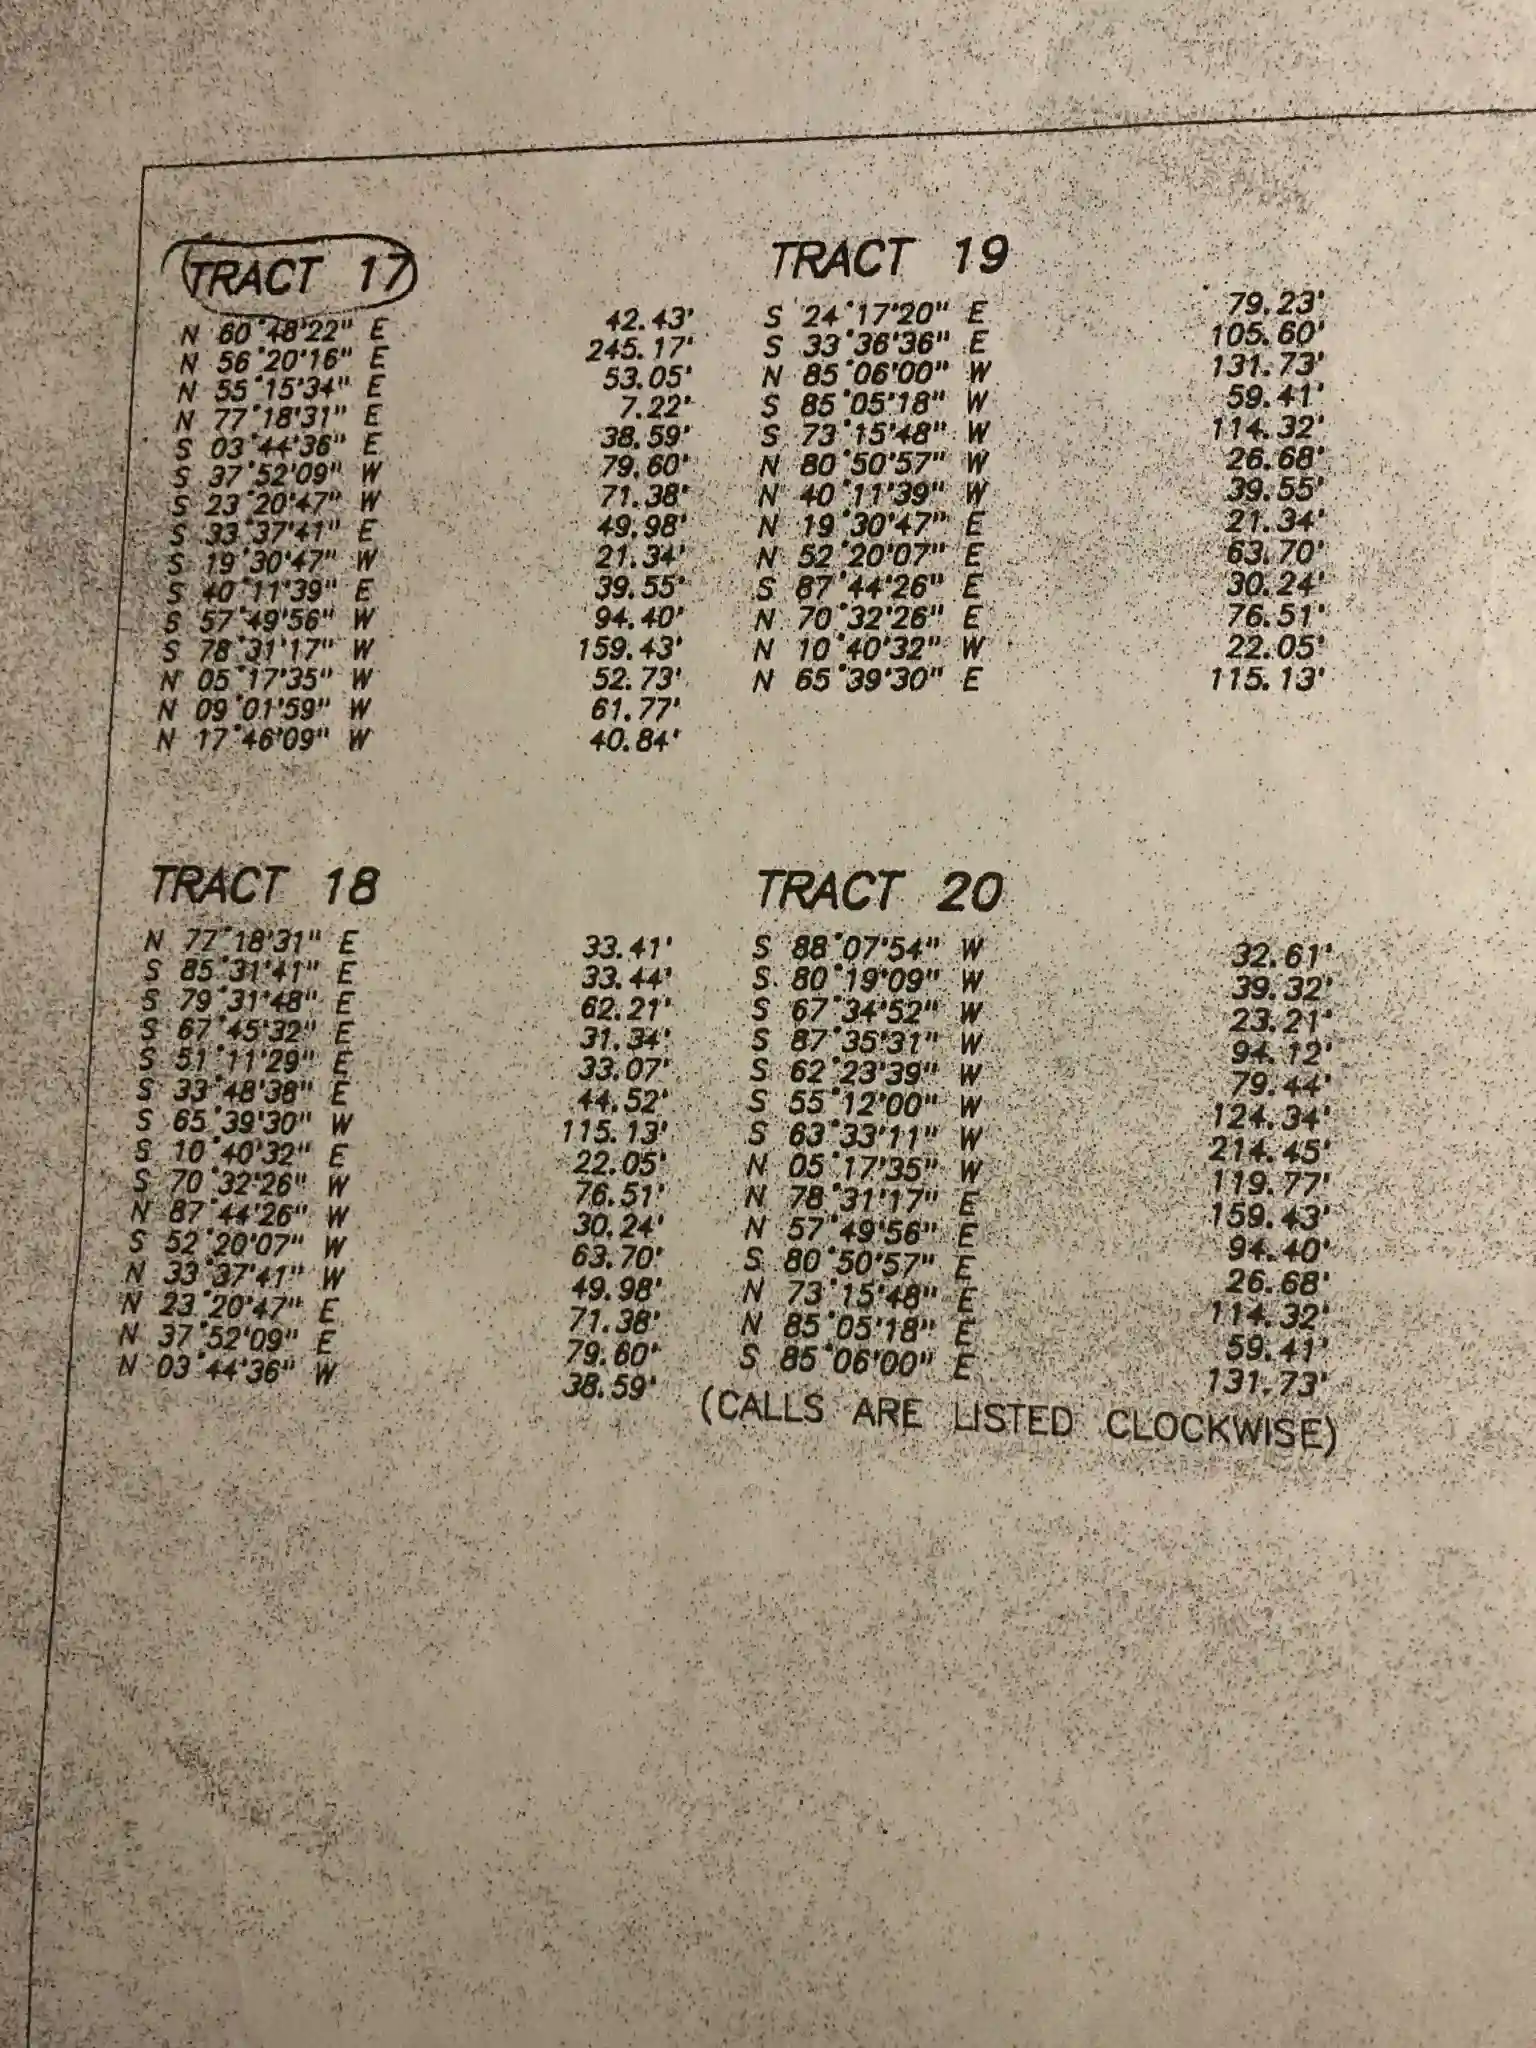 TRACT 17
N 60°48'22" E 42.43'
N 56°20'16" E 245.17'
N 55°15'34" E 53.05'
N 77°18'31" E 7.22'
S 03°44'36" E 38.59'
S 37°52'09" W 79.60'
S 23°20'47" W 71.38'
S 33°37'41" E 49.98'
S 19°30'47" W 21.34'
S 40°11'39" E 39.55'
S 57°49'56" W 94.40'
S 78°31'17" W 159.43'
N 05°17'35" W 52.73'
N 09°01'59" W 61.77'
N 17°46'09" W 40.84'
TRACT 19
S 24°17'20" E 79.23'
S 33°36'36" E 105.60'
N 85°06'00" W 131.73'
S 85°05'18" W 59.41'
S 73°15'48" W 114.32'
N 80°50'57" W 26.68'
N 40°11'39" W 39.55'
N 19°30'47" E 21.34'
N 52°20'07" E 63.70'
S 87°44'26" E 30.24'
N 70°32'26" E 76.51'
N 10°40'32" W 22.05'
N 65°39'30" E 115.13'
TRACT 18
N 77°18'31" E 33.41'
S 85°31'41" E 33.44'
S 79°31'48" E 62.21'
S 67°45'32" E 31.34'
S 51°11'29" E 33.07'
S 33°48'38" E 44.52'
S 65°39'30" W 115.13'
S 10°40'32" E 22.05'
S 70°32'26" W 76.51'
N 87°44'26" W 30.24'
S 52°20'07" W 63.70'
N 33°37'41" W 49.98'
N 23°20'47" E 71.38'
N 37°52'09" E 79.60'
N 03°44'36" W 38.59'
TRACT 20
S 88°07'54" W 32.61'
S 80°19'09" W 39.32'
S 67°34'52" W 23.21'
S 87°35'31" W 94.12'
S 62°23'39" W 79.44'
S 55°12'00" W 124.34'
S 63°33'11" W 214.45'
N 05°17'35" W 119.77'
N 78°31'17" E 159.43'
N 57°49'56" E 94.40'
S 80°50'57" E 26.68'
N 73°15'48" E 114.32'
N 85°05'18" E 59.41'
S 85°06'00" E 131.73'
(CALLS ARE LISTED CLOCKWISE)